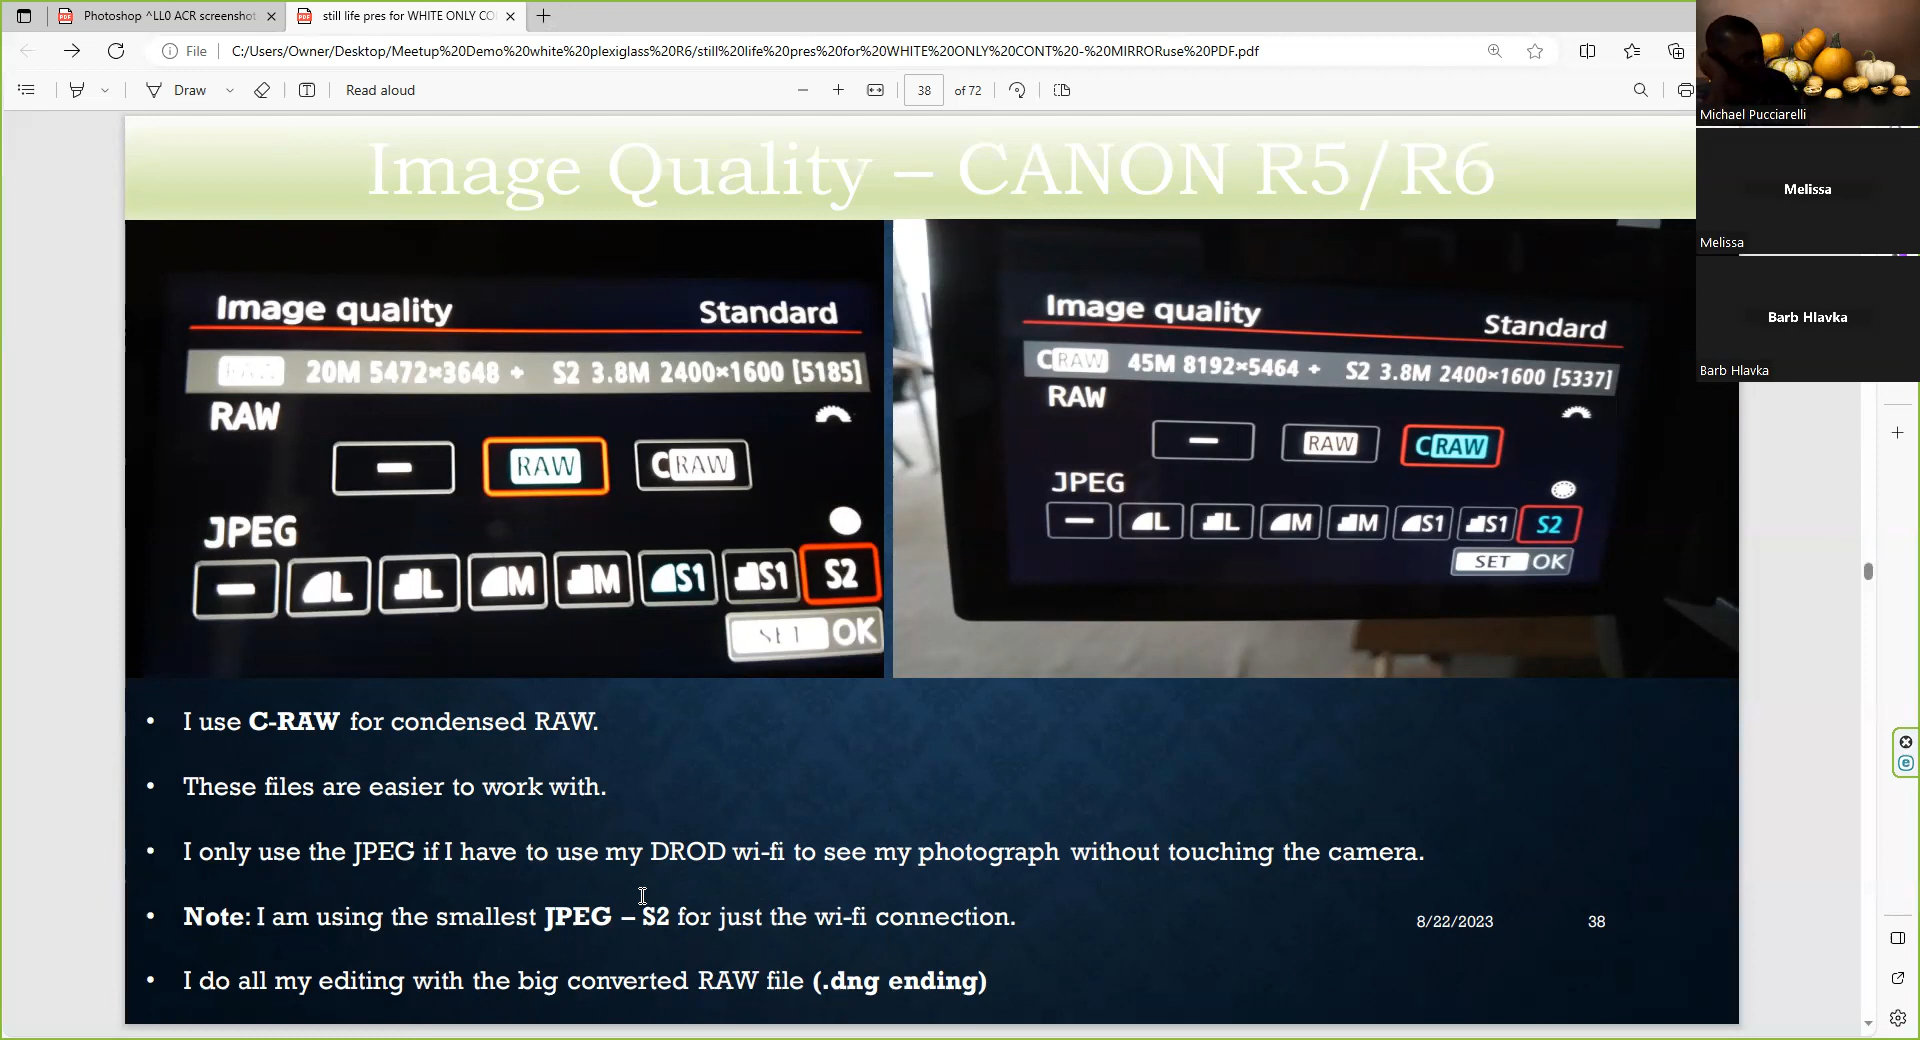 Photoshop ^LL0 ACR screenshot
still life pres for WHITE ONLY CO
File
C:/Users/Owner/Desktop/Meetup%20Demo%20white%20plexiglass%20R6/still%20life%20pres%20for%20WHITE%20ONLY%20CONT%20-%20MIRRORuse%20PDF.pdf
Draw
Read aloud
38
of 72
Michael Pucciarelli
Melissa
Melissa
Barb Hlavka
Barb Hlavka
Image Quality – CANON R5/R6
Image quality Standard
RAW 20M 5472×3648 + S2 3.8M 2400×1600 [5185]
RAW
RAW CRAW
JPEG
L L M M S1 S1 S2
SET OK
Image quality Standard
CRAW 45M 8192×5464 + S2 3.8M 2400×1600 [5337]
RAW
RAW CRAW
JPEG
L L M M S1 S1 S2
SET OK
• I use C-RAW for condensed RAW.
• These files are easier to work with.
• I only use the JPEG if I have to use my DROD wi-fi to see my photograph without touching the camera.
• Note: I am using the smallest JPEG – S2 for just the wi-fi connection.
8/22/2023 38
• I do all my editing with the big converted RAW file (.dng ending)